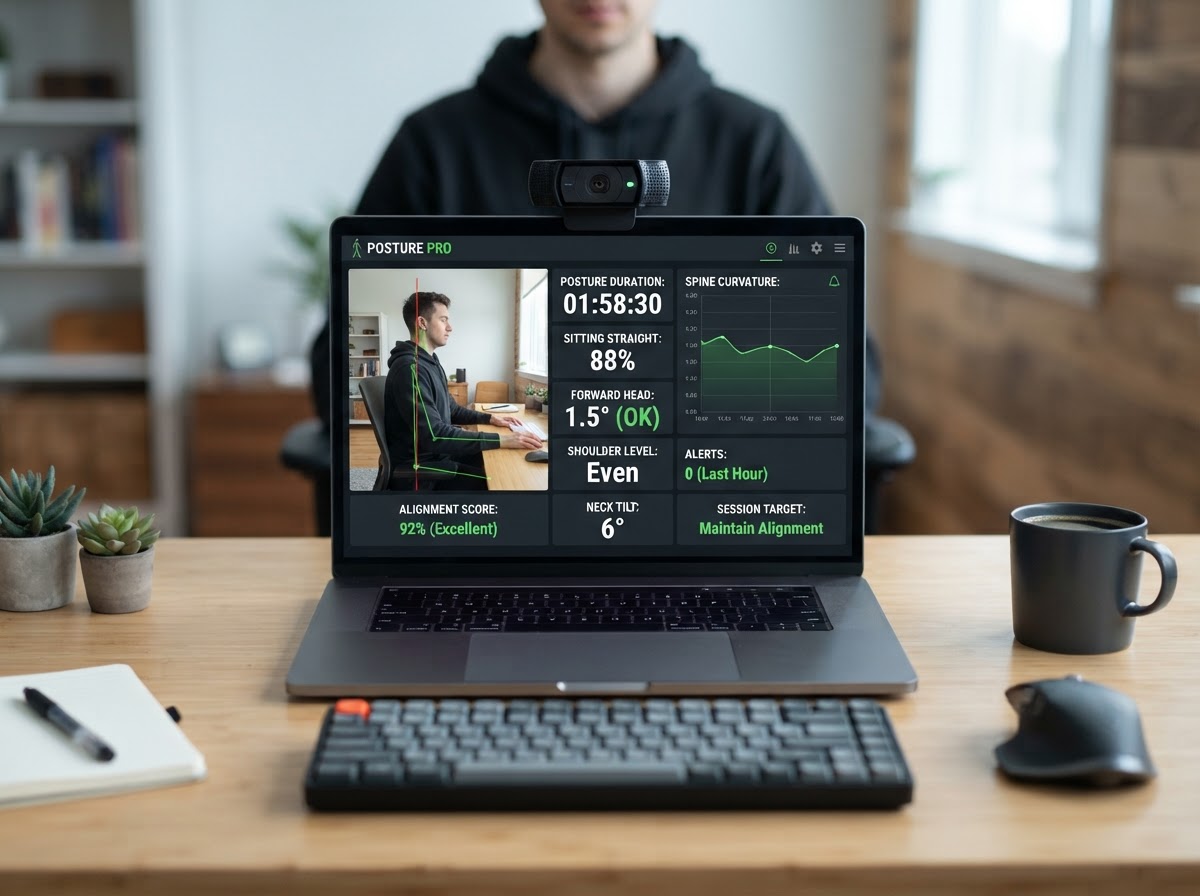 POSTURE PRO
POSTURE DURATION:
01:58:30
SITTING STRAIGHT:
88%
FORWARD HEAD:
1.5° (OK)
SHOULDER LEVEL:
Even
NECK TILT:
6°
SPINE CURVATURE:
ALERTS:
0 (Last Hour)
ALIGNMENT SCORE:
92% (Excellent)
SESSION TARGET:
Maintain Alignment